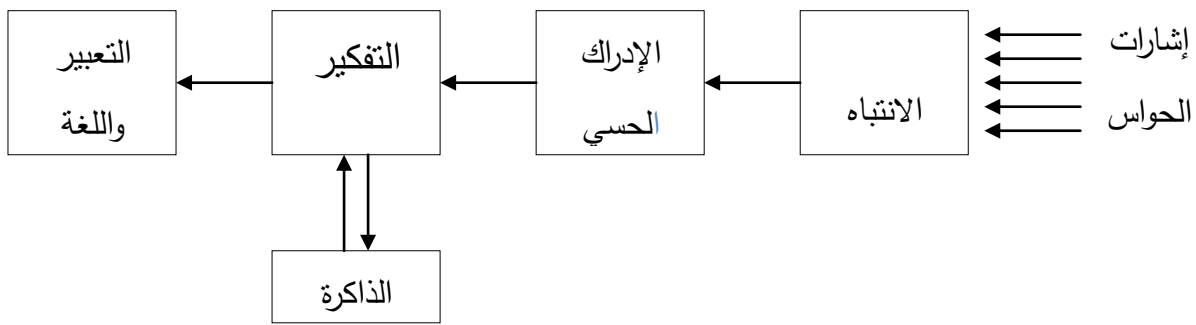 إشارات
الحواس
الانتباه
الإدراك
الحسي
التفكير
التعبير
واللغة
الذاكرة